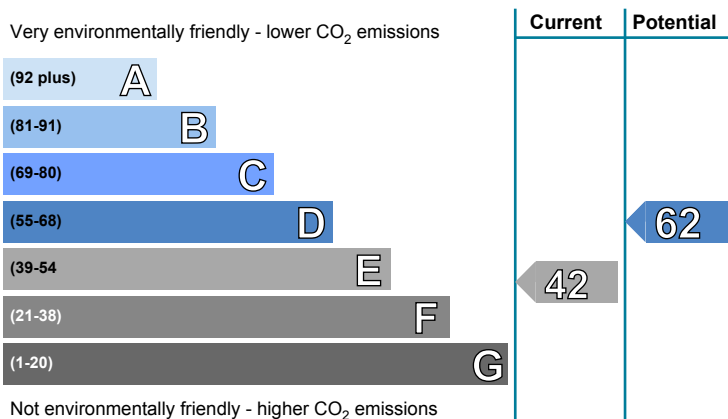 Current Potential
Very environmentally friendly - lower CO2 emissions
(92 plus) A
(81-91) B
(69-80) C
(55-68) D 62
(39-54 E 42
(21-38) F
(1-20) G
Not environmentally friendly - higher CO2 emissions